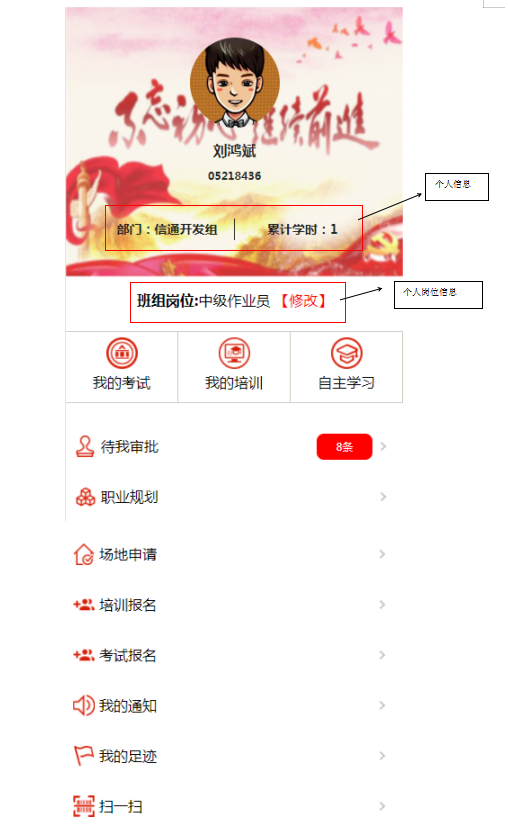 不忘初心 继续前进
刘鸿斌
05218436
个人信息
部门：信通开发组 累计学时：1
个人岗位信息
班组岗位:中级作业员 【修改】
我的考试 我的培训 自主学习
待我审批 8条
职业规划
场地申请
培训报名
考试报名
我的通知
我的足迹
扫一扫